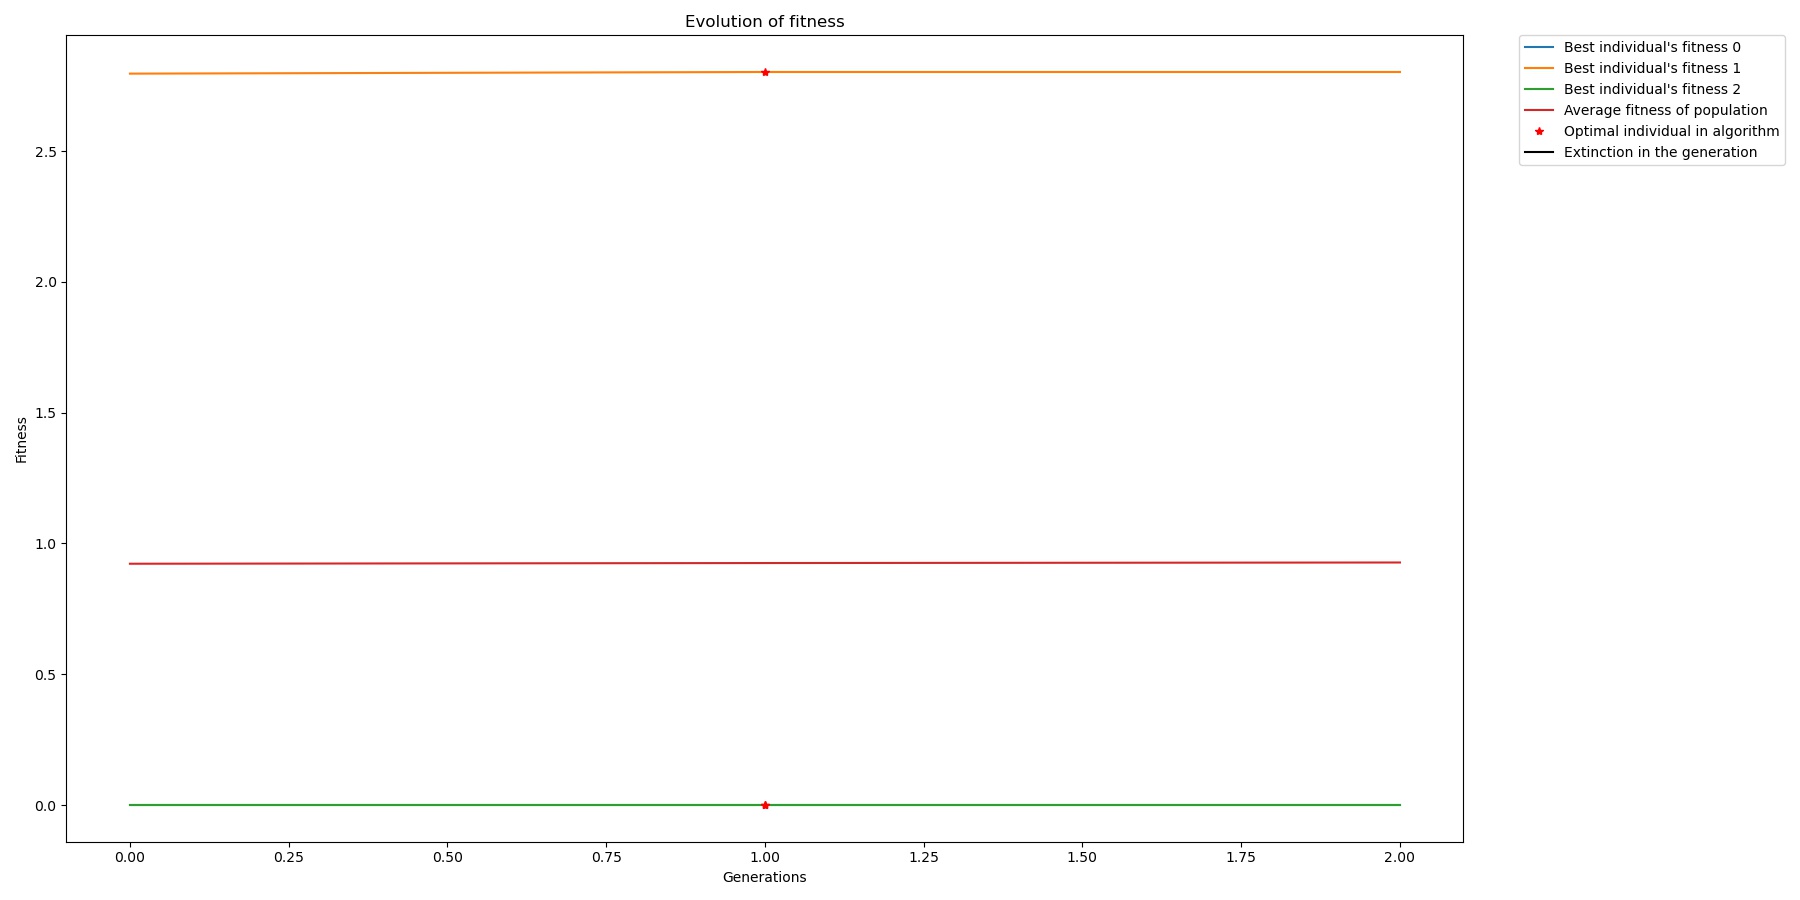 Evolution of fitness
Best individual's fitness 0
Best individual's fitness 1
Best individual's fitness 2
Average fitness of population
Optimal individual in algorithm
Extinction in the generation
Fitness
2.5
2.0
1.5
1.0
0.5
0.0
0.00 0.25 0.50 0.75 1.00 1.25 1.50 1.75 2.00
Generations